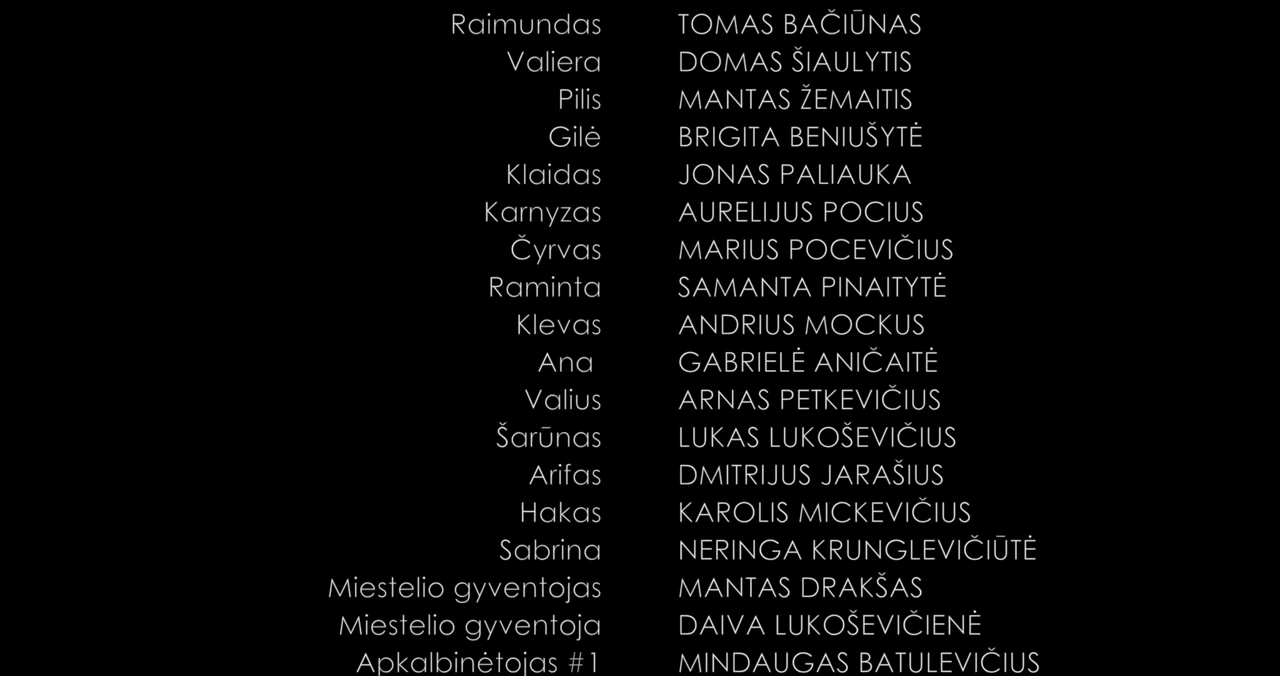 Raimundas TOMAS BAČIŪNAS
Valiera DOMAS ŠIAULYTIS
Pilis MANTAS ŽEMAITIS
Gilė BRIGITA BENIUŠYTĖ
Klaidas JONAS PALIAUKA
Karnyzas AURELIJUS POCIUS
Čyrvas MARIUS POCEVIČIUS
Raminta SAMANTA PINAITYTĖ
Klevas ANDRIUS MOCKUS
Ana GABRIELĖ ANIČAITĖ
Valius ARNAS PETKEVIČIUS
Šarūnas LUKAS LUKOŠEVIČIUS
Arifas DMITRIJUS JARAŠIUS
Hakas KAROLIS MICKEVIČIUS
Sabrina NERINGA KRUNGLEVIČIŪTĖ
Miestelio gyventojas MANTAS DRAKŠAS
Miestelio gyventoja DAIVA LUKOŠEVIČIENĖ
Apkalbinėtojas #1 MINDAUGAS BATULEVIČIUS